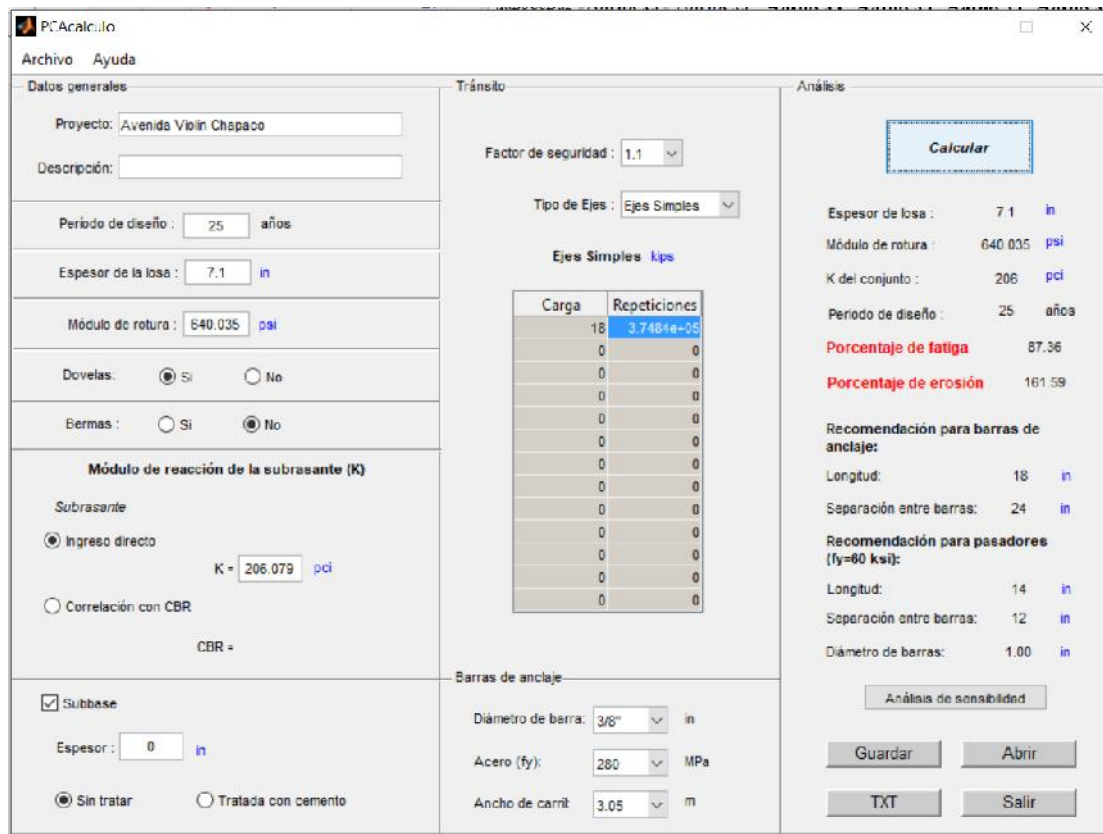 PCAcalculo
Archivo Ayuda
Datos generales
Proyecto: Avenida Violin Chapaco
Descripción:
Período de diseño : 25 años
Espesor de la losa : 7.1 in
Módulo de rotura : 640.035 psi
Dovelas: Si No
Bermas : Si No
Módulo de reacción de la subrasante (K)
Subrasante
Ingreso directo
K = 206.079 pci
Correlación con CBR
CBR =
Subbase
Espesor : 0 in
Sin tratar Tratada con cemento
Tránsito
Factor de seguridad : 1.1
Tipo de Ejes : Ejes Simples
Ejes Simples kips
Carga Repeticiones
18 3.7484e+05
0 0
0 0
0 0
0 0
0 0
0 0
0 0
0 0
0 0
0 0
0 0
0 0
Barras de anclaje
Diámetro de barra: 3/8" in
Acero (fy): 280 MPa
Ancho de carril: 3.05 m
Análisis
Calcular
Espesor de losa : 7.1 in
Módulo de rotura : 640.035 psi
K del conjunto : 206 pci
Periodo de diseño : 25 años
Porcentaje de fatiga 87.36
Porcentaje de erosión 161.59
Recomendación para barras de
anclaje:
Longitud: 18 in
Separación entre barras: 24 in
Recomendación para pasadores
(fy=60 ksi):
Longitud: 14 in
Separación entre barras: 12 in
Diámetro de barras: 1.00 in
Análisis de sensibilidad
Guardar Abrir
TXT Salir